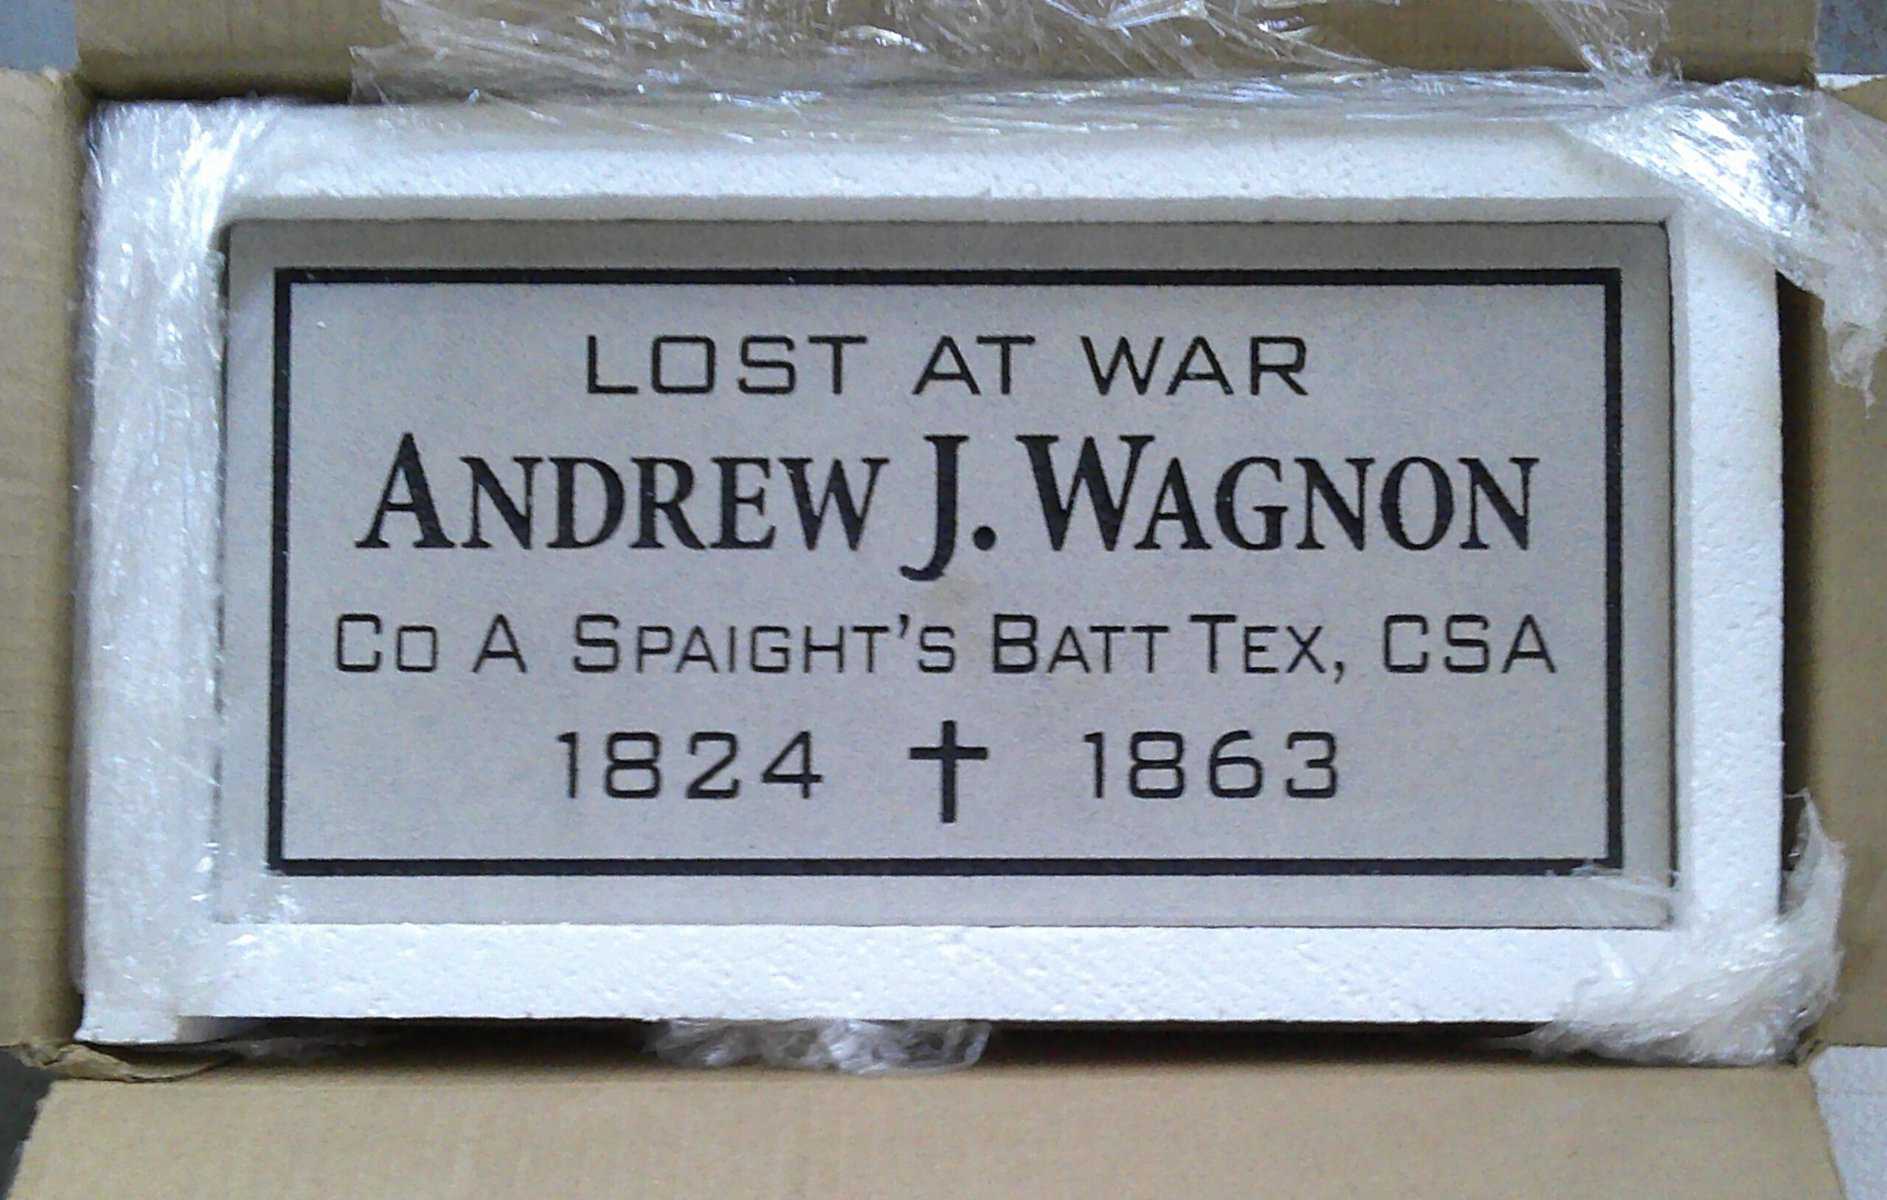 LOST AT WAR
ANDREW J. WAGNON
CO A SPAIGHT'S BATT TEX, CSA
1824 ✝ 1863